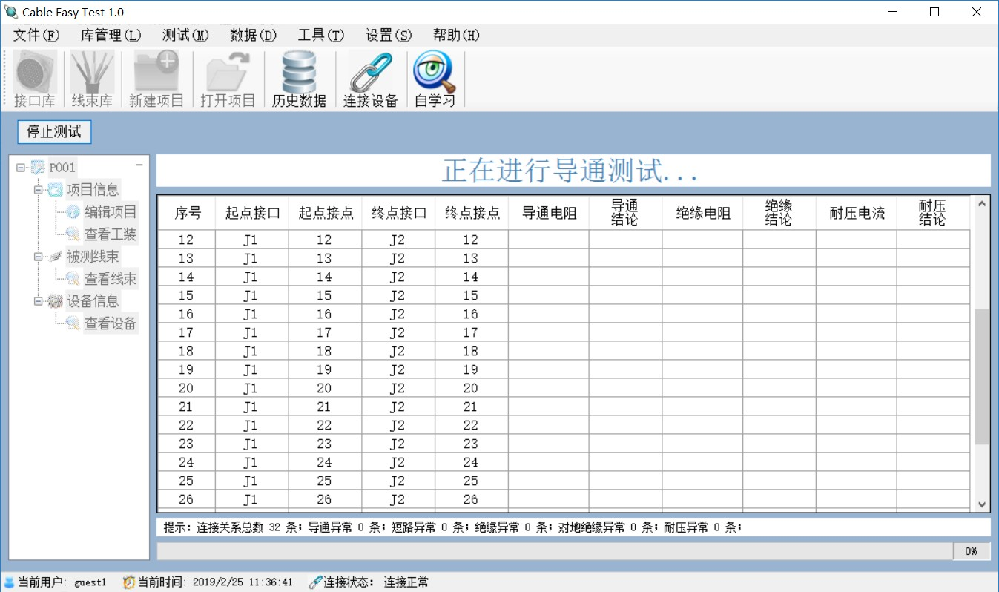 Cable Easy Test 1.0
文件(F) 库管理(L) 测试(M) 数据(D) 工具(T) 设置(S) 帮助(H)
接口库 线束库 新建项目 打开项目 历史数据 连接设备 自学习
停止测试
P001
项目信息
编辑项目
查看工装
被测线束
查看线束
设备信息
查看设备
正在进行导通测试...
序号 起点接口 起点接点 终点接口 终点接点 导通电阻 导通结论 绝缘电阻 绝缘结论 耐压电流 耐压结论
12 J1 12 J2 12
13 J1 13 J2 13
14 J1 14 J2 14
15 J1 15 J2 15
16 J1 16 J2 16
17 J1 17 J2 17
18 J1 18 J2 18
19 J1 19 J2 19
20 J1 20 J2 20
21 J1 21 J2 21
22 J1 22 J2 22
23 J1 23 J2 23
24 J1 24 J2 24
25 J1 25 J2 25
26 J1 26 J2 26
提示: 连接关系总数 32 条; 导通异常 0 条; 短路异常 0 条; 绝缘异常 0 条; 对地绝缘异常 0 条; 耐压异常 0 条;
0%
当前用户: guest1 当前时间: 2019/2/25 11:36:41 连接状态: 连接正常